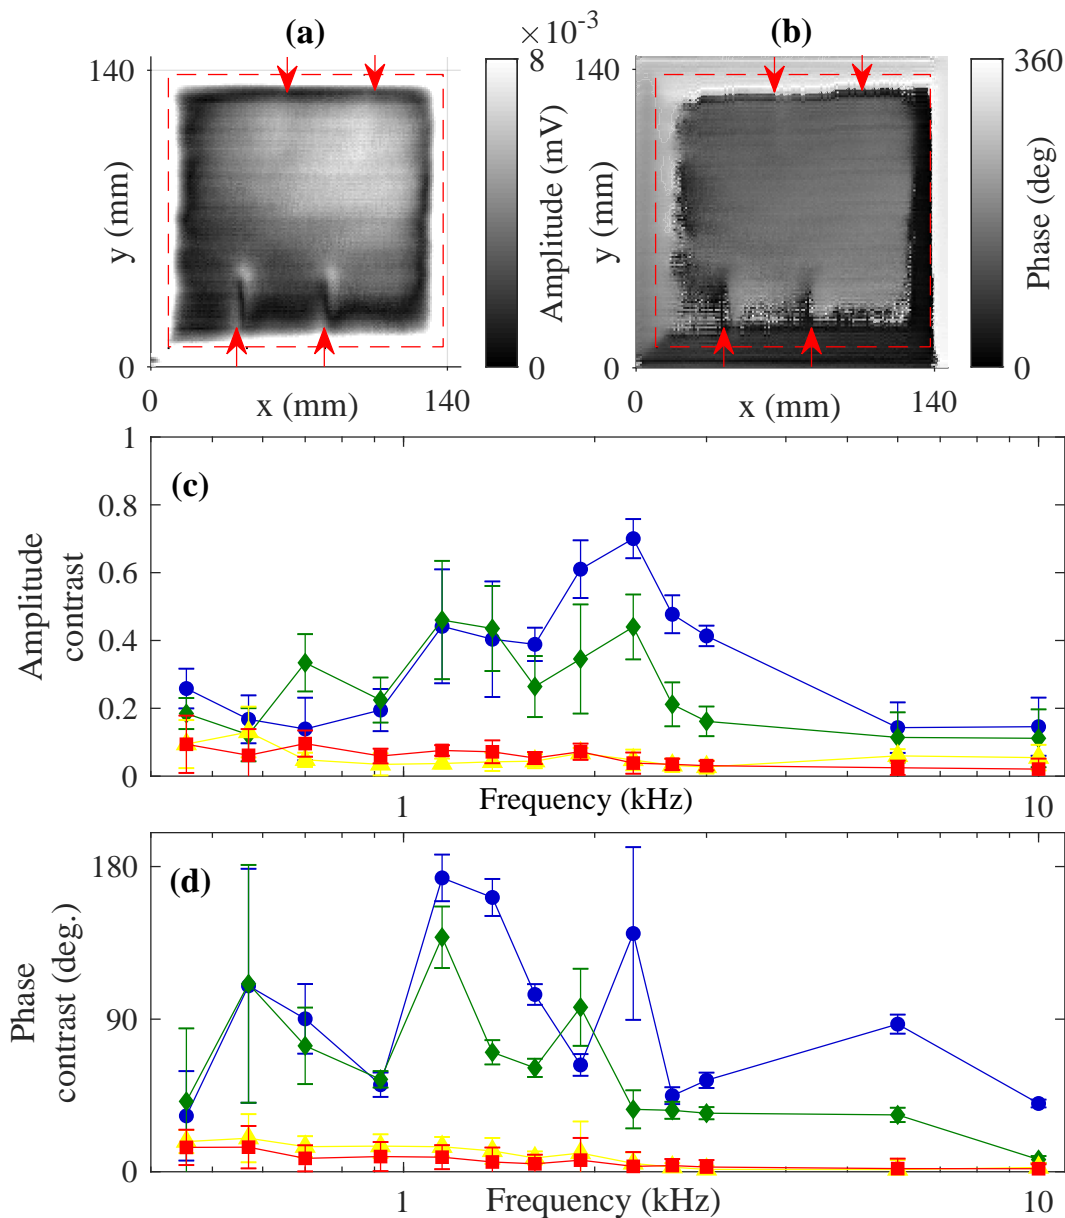 (a)
(b)
×10⁻³
140
y (mm)
0
0
x (mm)
140
8
Amplitude (mV)
0
140
y (mm)
0
0
x (mm)
140
360
Phase (deg)
0
(c)
1
0.8
0.6
0.4
0.2
0
Amplitude
contrast
1
Frequency (kHz)
10
(d)
180
90
0
Phase
contrast (deg.)
1
Frequency (kHz)
10